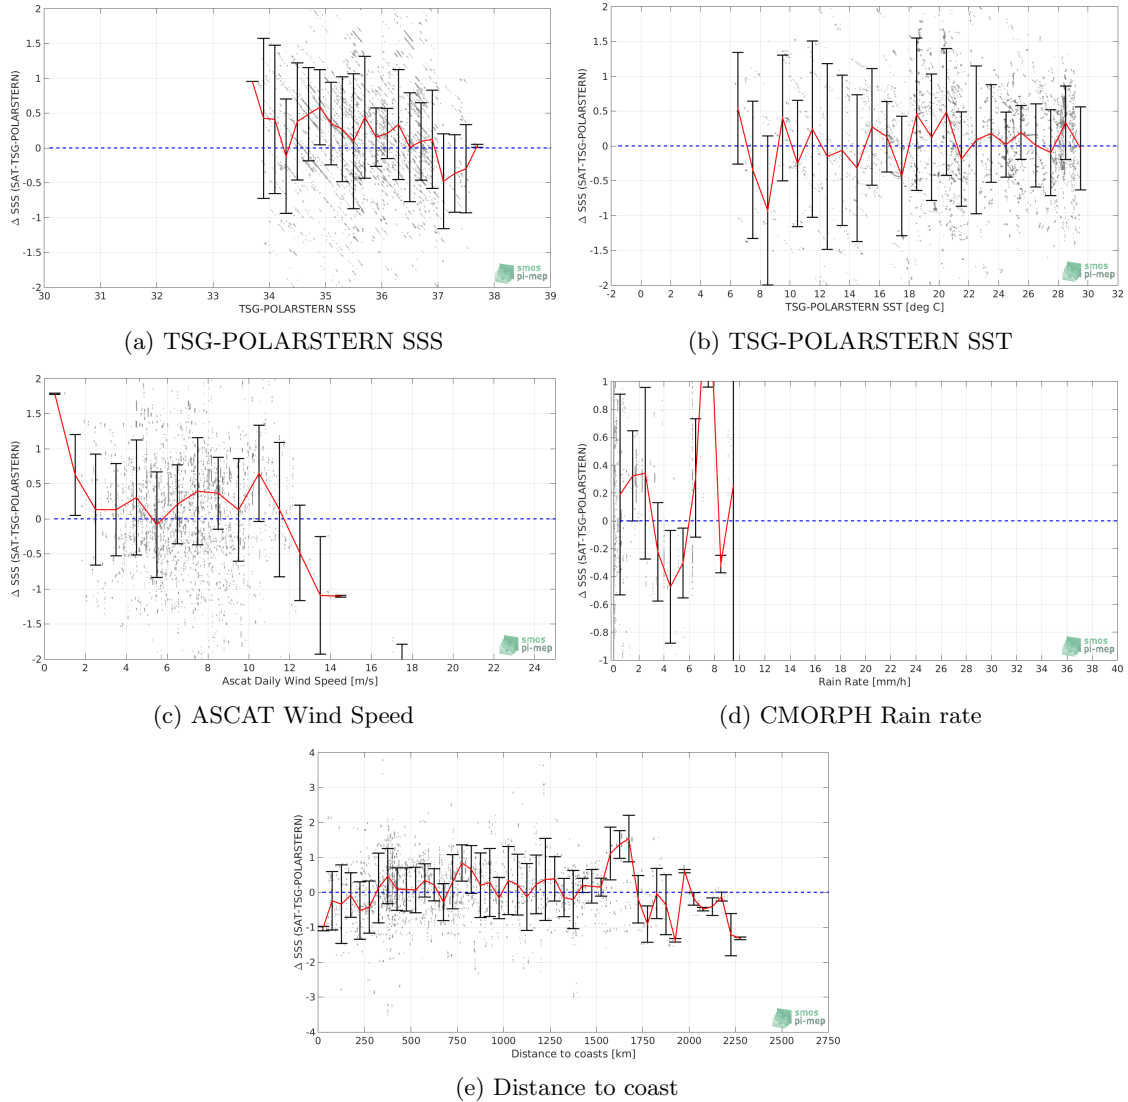 2
1.5
1
0.5
0
-0.5
-1
-1.5
-2
Δ SSS (SAT-TSG-POLARSTERN)
30 31 32 33 34 35 36 37 38 39
TSG-POLARSTERN SSS
smos
pi-mep
(a) TSG-POLARSTERN SSS
2
1.5
1
0.5
0
-0.5
-1
-1.5
-2
Δ SSS (SAT-TSG-POLARSTERN)
-2 0 2 4 6 8 10 12 14 16 18 20 22 24 26 28 30 32
TSG-POLARSTERN SST [deg C]
smos
pi-mep
(b) TSG-POLARSTERN SST
2
1.5
1
0.5
0
-0.5
-1
-1.5
-2
Δ SSS (SAT-TSG-POLARSTERN)
0 2 4 6 8 10 12 14 16 18 20 22 24
Ascat Daily Wind Speed [m/s]
smos
pi-mep
(c) ASCAT Wind Speed
1
0.8
0.6
0.4
0.2
0
-0.2
-0.4
-0.6
-0.8
-1
Δ SSS (SAT-TSG-POLARSTERN)
0 2 4 6 8 10 12 14 16 18 20 22 24 26 28 30 32 34 36 38 40
Rain Rate [mm/h]
smos
pi-mep
(d) CMORPH Rain rate
4
3
2
1
0
-1
-2
-3
-4
Δ SSS (SAT-TSG-POLARSTERN)
0 250 500 750 1000 1250 1500 1750 2000 2250 2500 2750
Distance to coasts [km]
smos
pi-mep
(e) Distance to coast